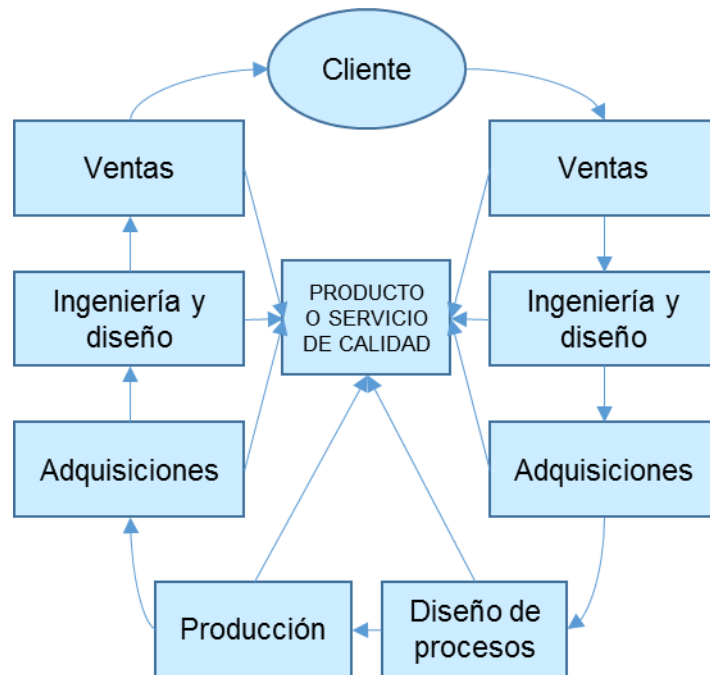 Cliente
Ventas
Ventas
PRODUCTO
O SERVICIO
DE CALIDAD
Ingeniería y
diseño
Ingeniería y
diseño
Adquisiciones
Adquisiciones
Producción
Diseño de
procesos